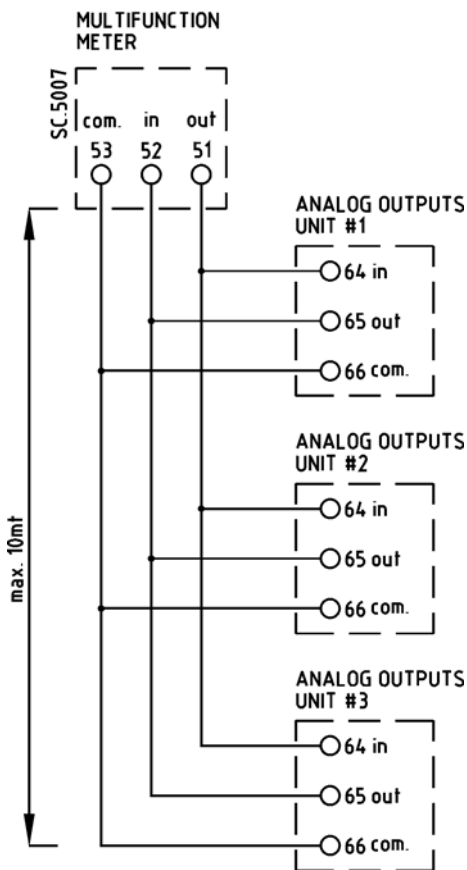 MULTIFUNCTION
METER
SC.5007
com. in out
53 52 51
ANALOG OUTPUTS
UNIT #1
64 in
65 out
66 com.
ANALOG OUTPUTS
UNIT #2
64 in
65 out
66 com.
max. 10mt
ANALOG OUTPUTS
UNIT #3
64 in
65 out
66 com.